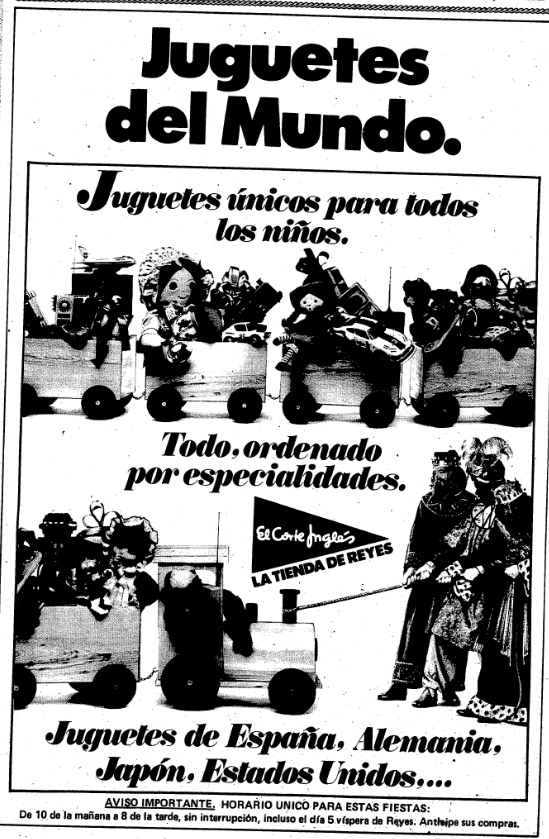 Juguetes
del Mundo.
Juguetes únicos para todos
los niños.
Todo, ordenado
por especialidades.
El Corte Inglés
LA TIENDA DE REYES
Juguetes de España, Alemania,
Japón, Estados Unidos,...
AVISO IMPORTANTE. HORARIO UNICO PARA ESTAS FIESTAS:
De 10 de la mañana a 8 de la tarde, sin interrupción, incluso el día 5 víspera de Reyes. Anticipe sus compras.